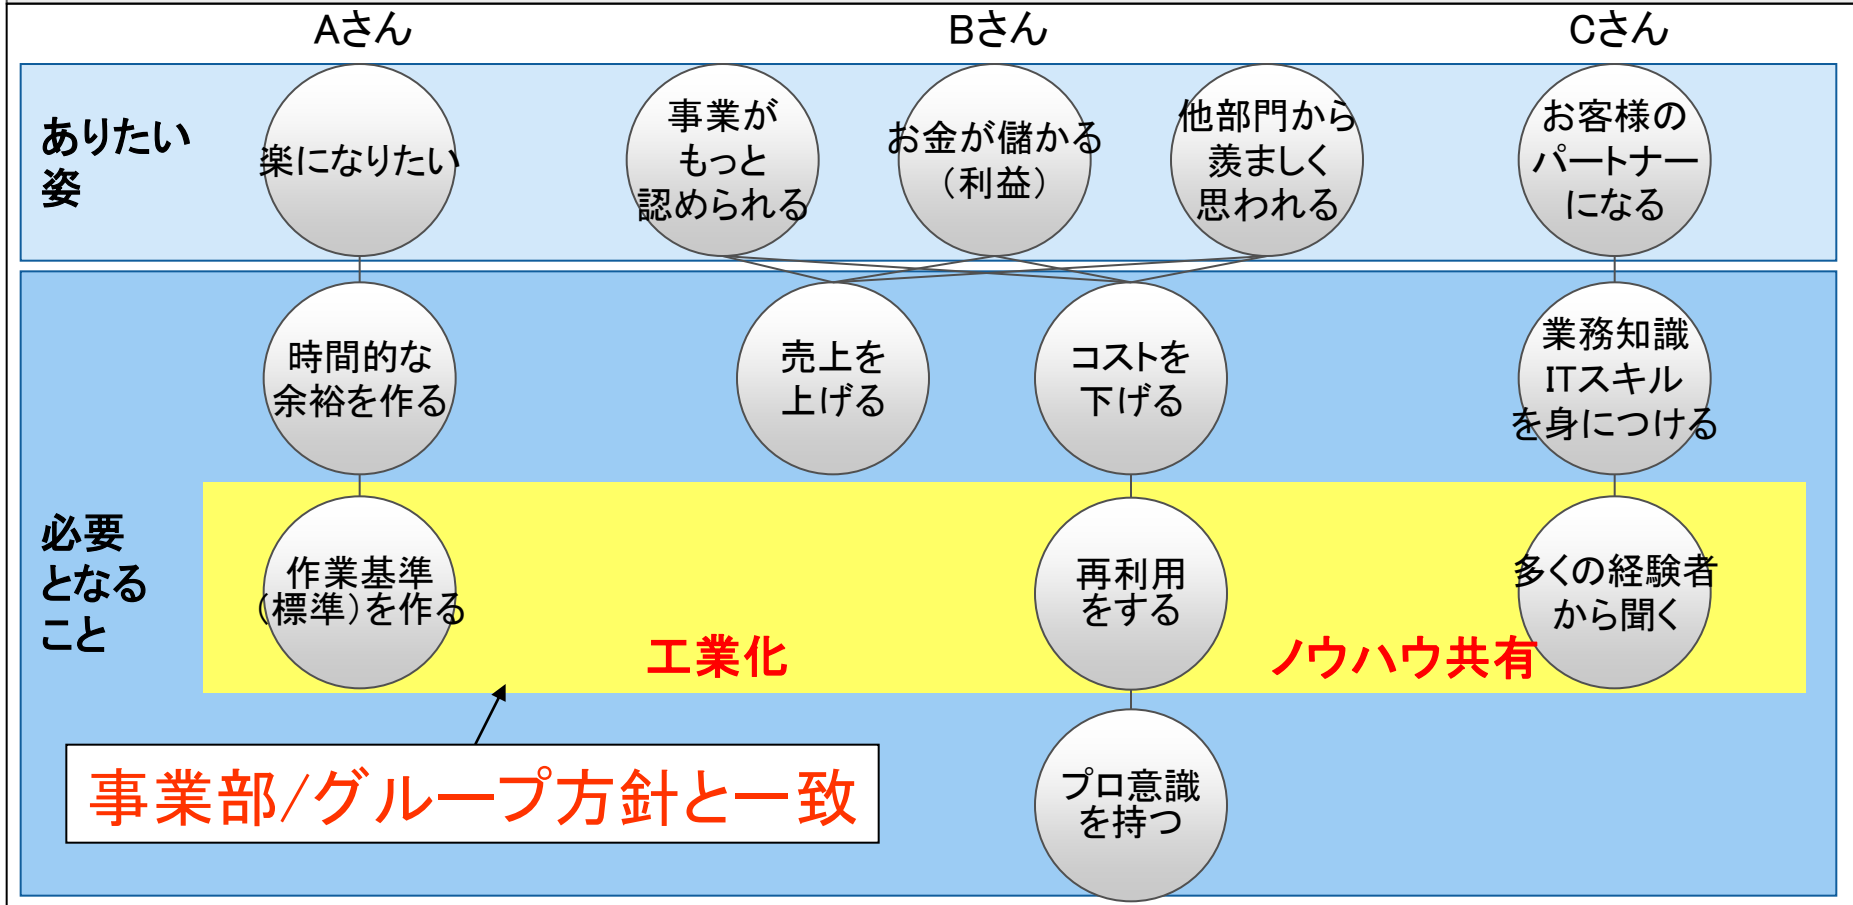 Aさん
Bさん
Cさん
ありたい
姿
楽になりたい
事業が
もっと
認められる
お金が儲かる
（利益）
他部門から
羨ましく
思われる
お客様の
パートナー
になる
時間的な
余裕を作る
売上を
上げる
コストを
下げる
業務知識
ITスキル
を身につける
必要
となる
こと
作業基準
(標準)を作る
再利用
をする
多くの経験者
から聞く
工業化
ノウハウ共有
事業部/グループ方針と一致
プロ意識
を持つ